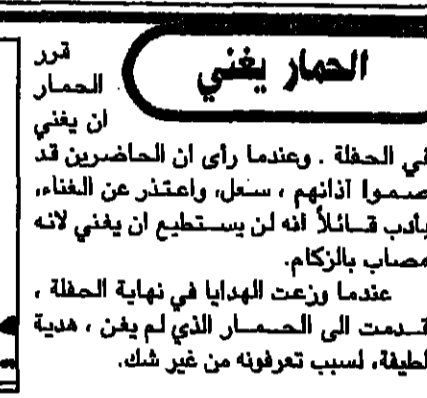 الحمار يغني
قرر
الحمار
ان يغني
في الحفلة . وعندما رأى ان الحاضرين قد
صموا آذانهم ، سعل، واعتذر عن الغناء،
بأدب قائلاً انه لن يستطيع ان يغني لانه
مصاب بالزكام.
عندما وزعت الهدايا في نهاية الحفلة ،
قدمت الى الحمار الذي لم يغن ، هدية
لطيفة، لسبب تعرفونه من غير شك.